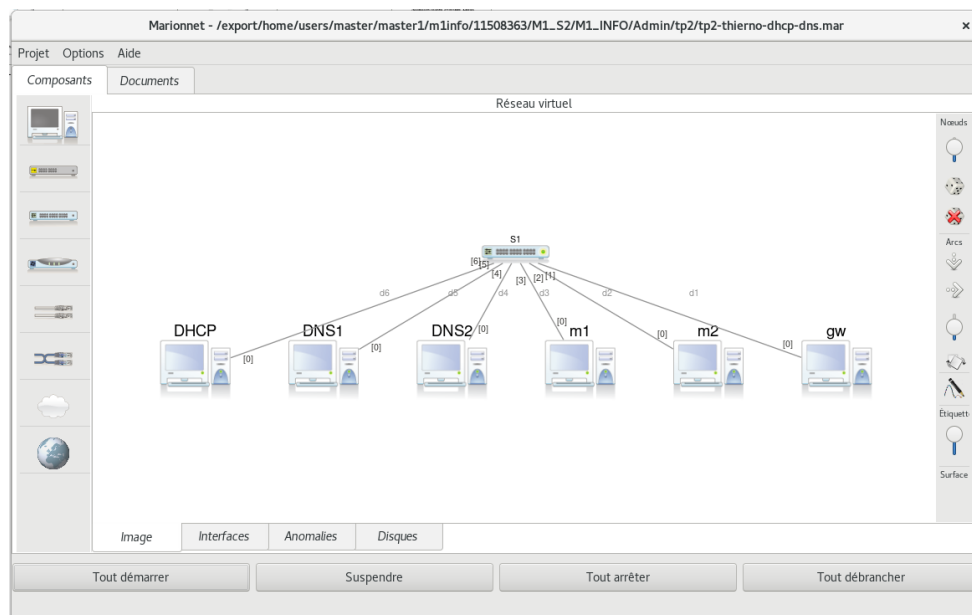 Marionnet - /export/home/users/master/master1/m1info/11508363/M1_S2/M1_INFO/Admin/tp2/tp2-thierno-dhcp-dns.mar ×
Projet Options Aide
Composants Documents
Réseau virtuel
Nœuds
S1
Arcs
[6] [5] [4] [3] [2] [1]
d6 d5 d4 d3 d2 d1
DHCP DNS1 DNS2 m1 m2 gw
[0] [0] [0] [0] [0] [0]
Étiquett
Surface
Image Interfaces Anomalies Disques
Tout démarrer Suspendre Tout arrêter Tout débrancher